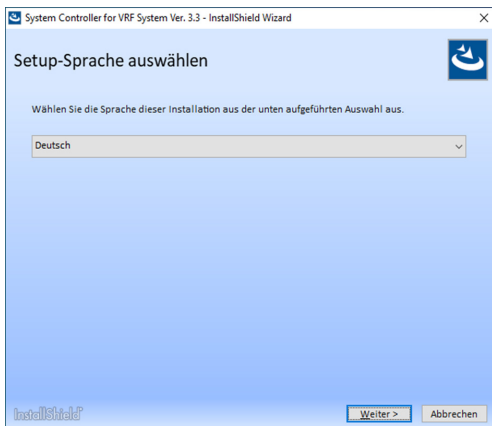 System Controller for VRF System Ver. 3.3 - InstallShield Wizard
Setup-Sprache auswählen
Wählen Sie die Sprache dieser Installation aus der unten aufgeführten Auswahl aus.
Deutsch
InstallShield
Weiter >
Abbrechen